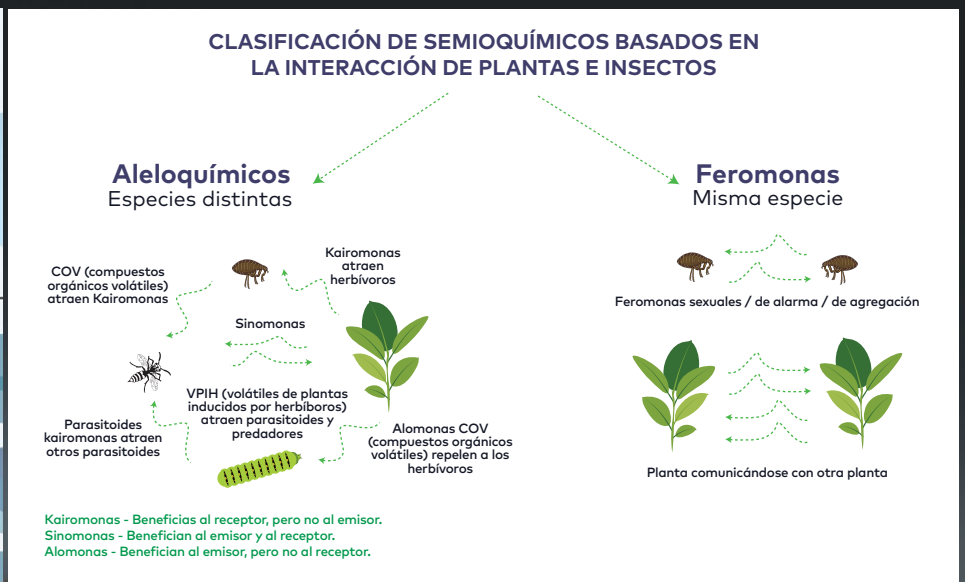 CLASIFICACIÓN DE SEMIOQUÍMICOS BASADOS EN
LA INTERACCIÓN DE PLANTAS E INSECTOS
Aleloquímicos
Especies distintas
Kairomonas
atraen
herbívoros
COV (compuestos
orgánicos volátiles)
atraen Kairomonas
Sinomonas
VPIH (volátiles de plantas
inducidos por herbíboros)
atraen parasitoides y
predadores
Parasitoides
kairomonas atraen
otros parasitoides
Alomonas COV
(compuestos orgánicos
volátiles) repelen a los
herbívoros
Feromonas
Misma especie
Feromonas sexuales / de alarma / de agregación
Planta comunicándose con otra planta
Kairomonas - Beneficias al receptor, pero no al emisor.
Sinomonas - Benefician al emisor y al receptor.
Alomonas - Benefician al emisor, pero no al receptor.